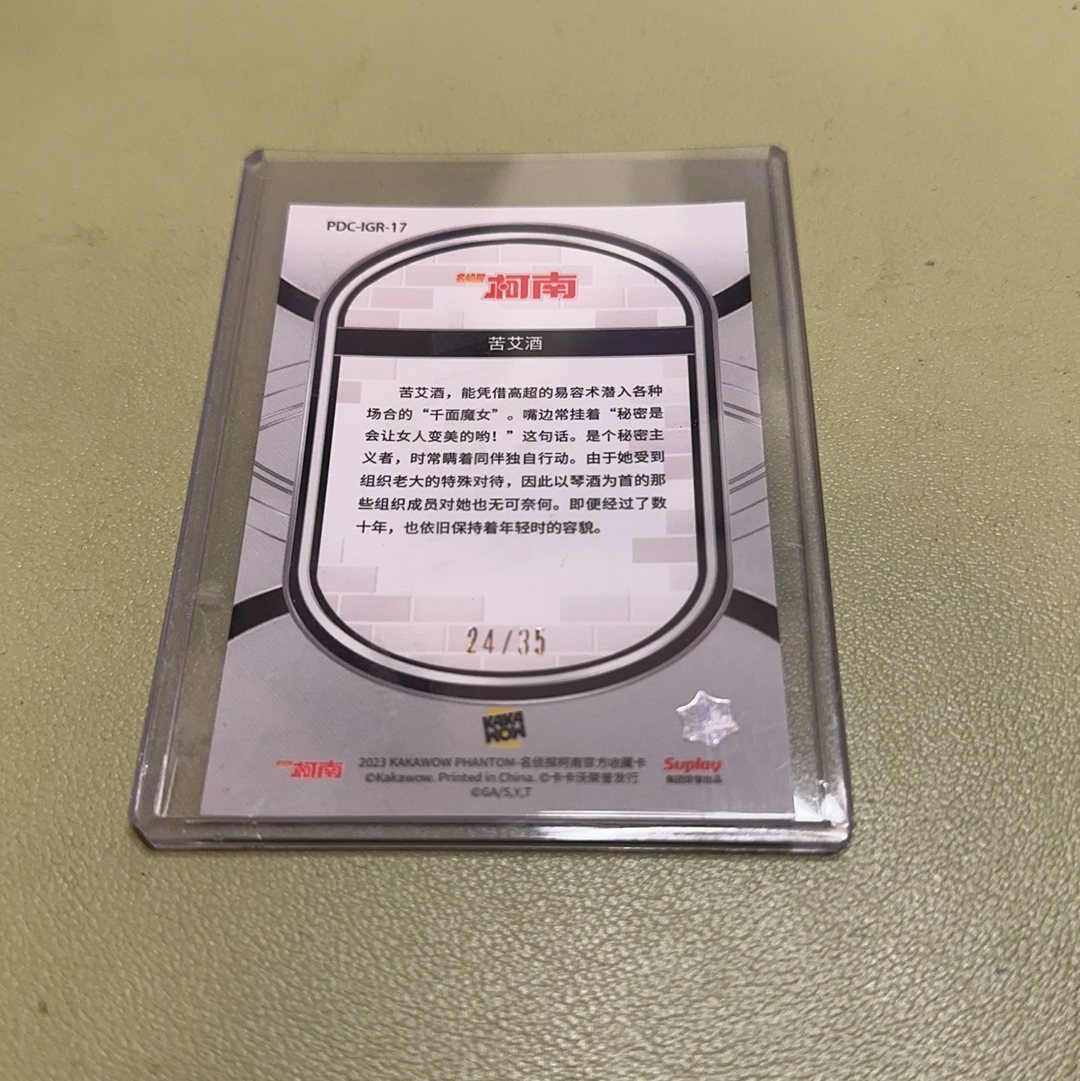 PDC-IGR-17
名侦探
柯南
苦艾酒
苦艾酒，能凭借高超的易容术潜入各种
场合的“千面魔女”。嘴边常挂着“秘密是
会让女人变美的哟！”这句话。是个秘密主
义者，时常瞒着同伴独自行动。由于她受到
组织老大的特殊对待，因此以琴酒为首的那
些组织成员对她也无可奈何。即便经过了数
十年，也依旧保持着年轻时的容貌。
24/35
KAKA
WOW
柯南
2023 KAKAWOW PHANTOM-名侦探柯南官方收藏卡
©Kakawow. Printed in China. ©卡卡沃荣誉发行
©GA/S,Y,T
Suplay
集团荣誉出品